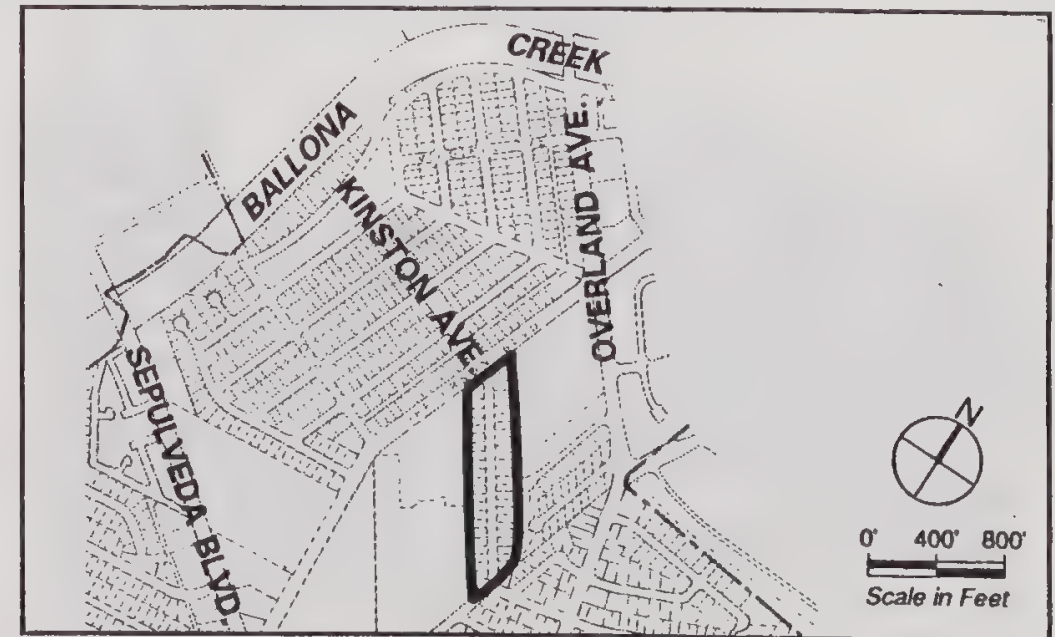 CREEK
BALLONA
KINSTON AVE.
OVERLAND AVE.
SEPULVEDA BLVD.
N
0' 400' 800'
Scale in Feet